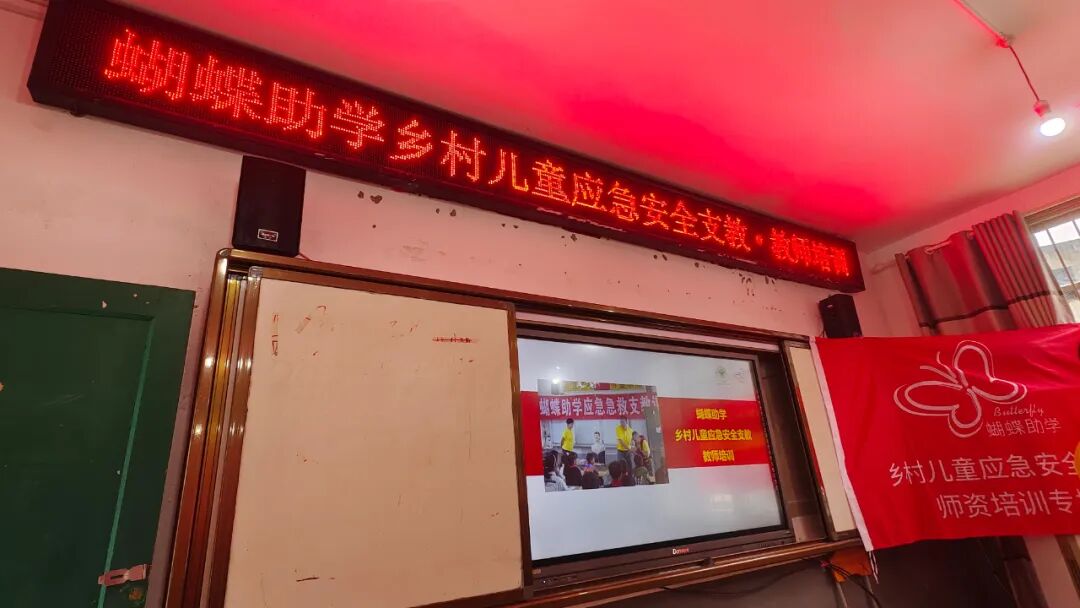 蝴蝶助学乡村儿童应急安全支教·教师培训
蝴蝶助学应急急救支教
蝴蝶助学
乡村儿童应急安全支教
教师培训
Butterfly
蝴蝶助学
乡村儿童应急安全
师资培训专